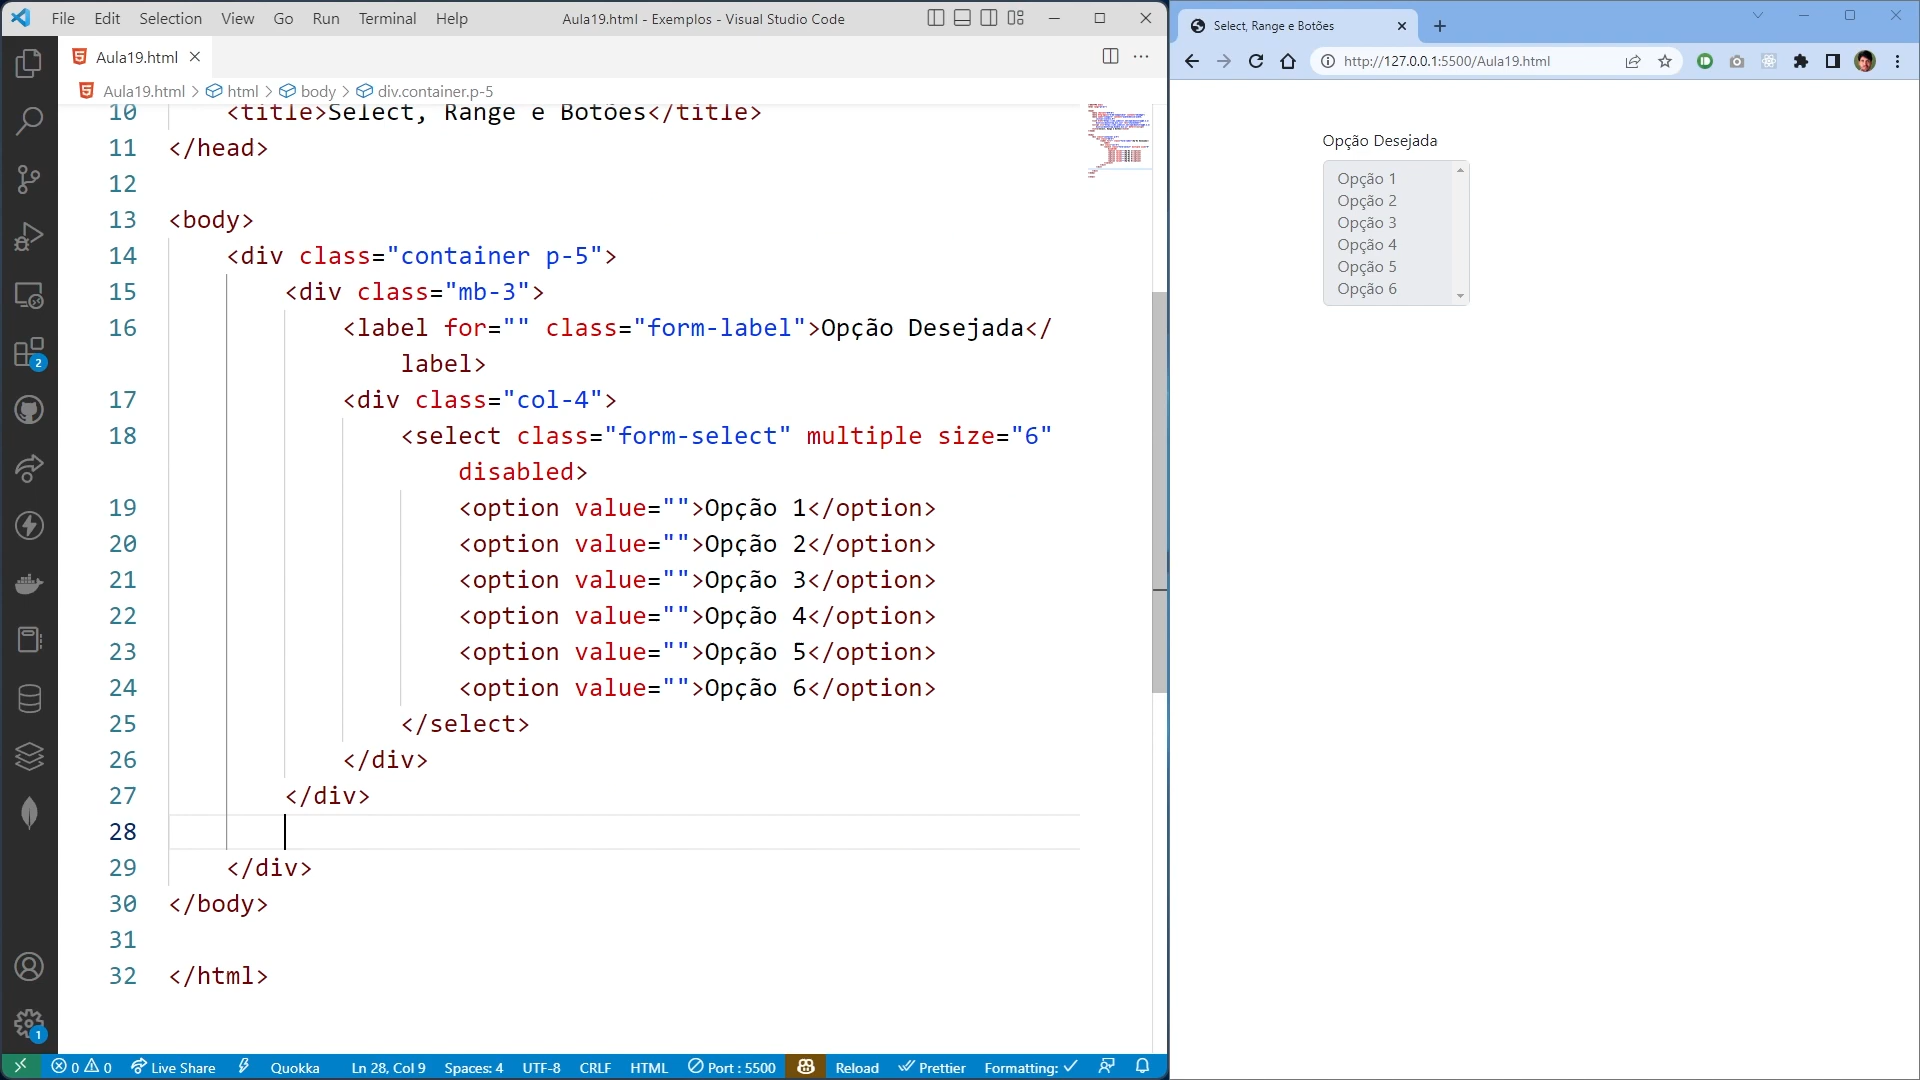 File Edit Selection View Go Run Terminal Help
Aula19.html - Exemplos - Visual Studio Code
Aula19.html
Aula19.html > html > body > div.container.p-5
10 <title>Select, Range e Botões</title>
11 </head>
12
13 <body>
14 <div class="container p-5">
15 <div class="mb-3">
16 <label for="" class="form-label">Opção Desejada</
label>
17 <div class="col-4">
18 <select class="form-select" multiple size="6"
disabled>
19 <option value="">Opção 1</option>
20 <option value="">Opção 2</option>
21 <option value="">Opção 3</option>
22 <option value="">Opção 4</option>
23 <option value="">Opção 5</option>
24 <option value="">Opção 6</option>
25 </select>
26 </div>
27 </div>
28
29 </div>
30 </body>
31
32 </html>
2
1
0 0 Live Share Quokka Ln 28, Col 9 Spaces: 4 UTF-8 CRLF HTML Port : 5500 Reload Prettier Formatting:
Select, Range e Botões
http://127.0.0.1:5500/Aula19.html
Opção Desejada
Opção 1
Opção 2
Opção 3
Opção 4
Opção 5
Opção 6